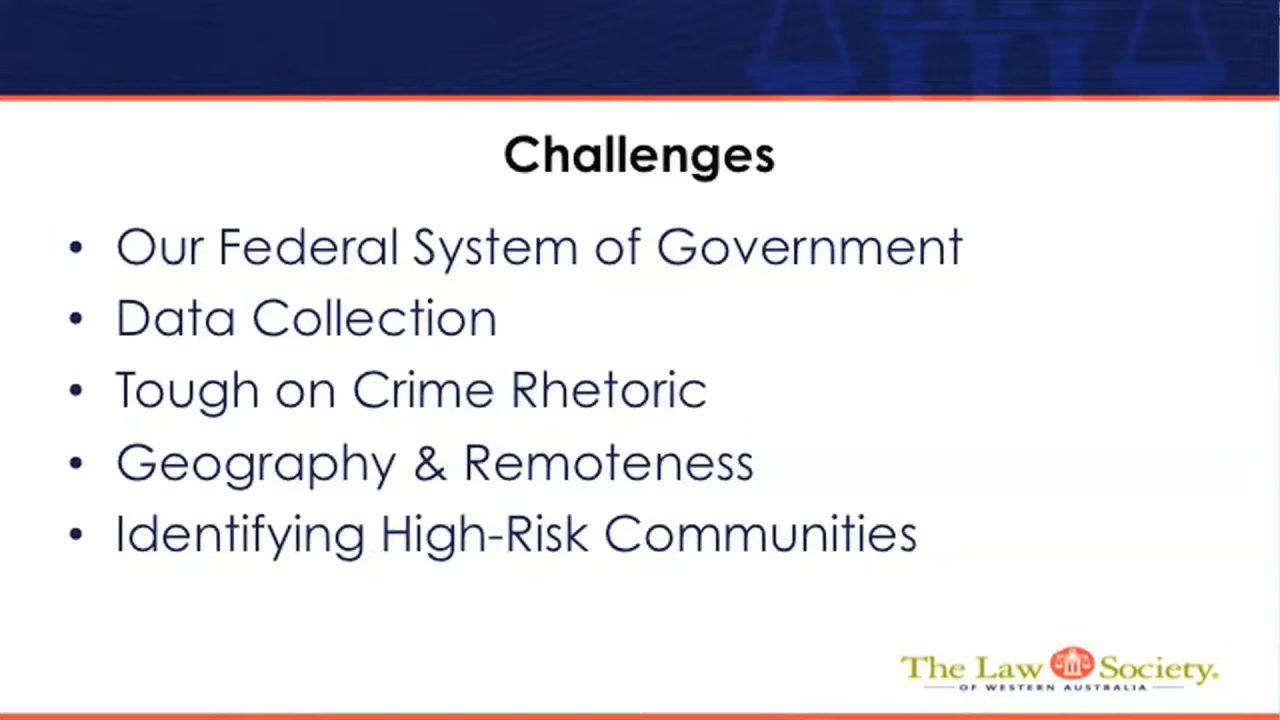 Challenges
• Our Federal System of Government
• Data Collection
• Tough on Crime Rhetoric
• Geography & Remoteness
• Identifying High-Risk Communities
The Law Society
OF WESTERN AUSTRALIA